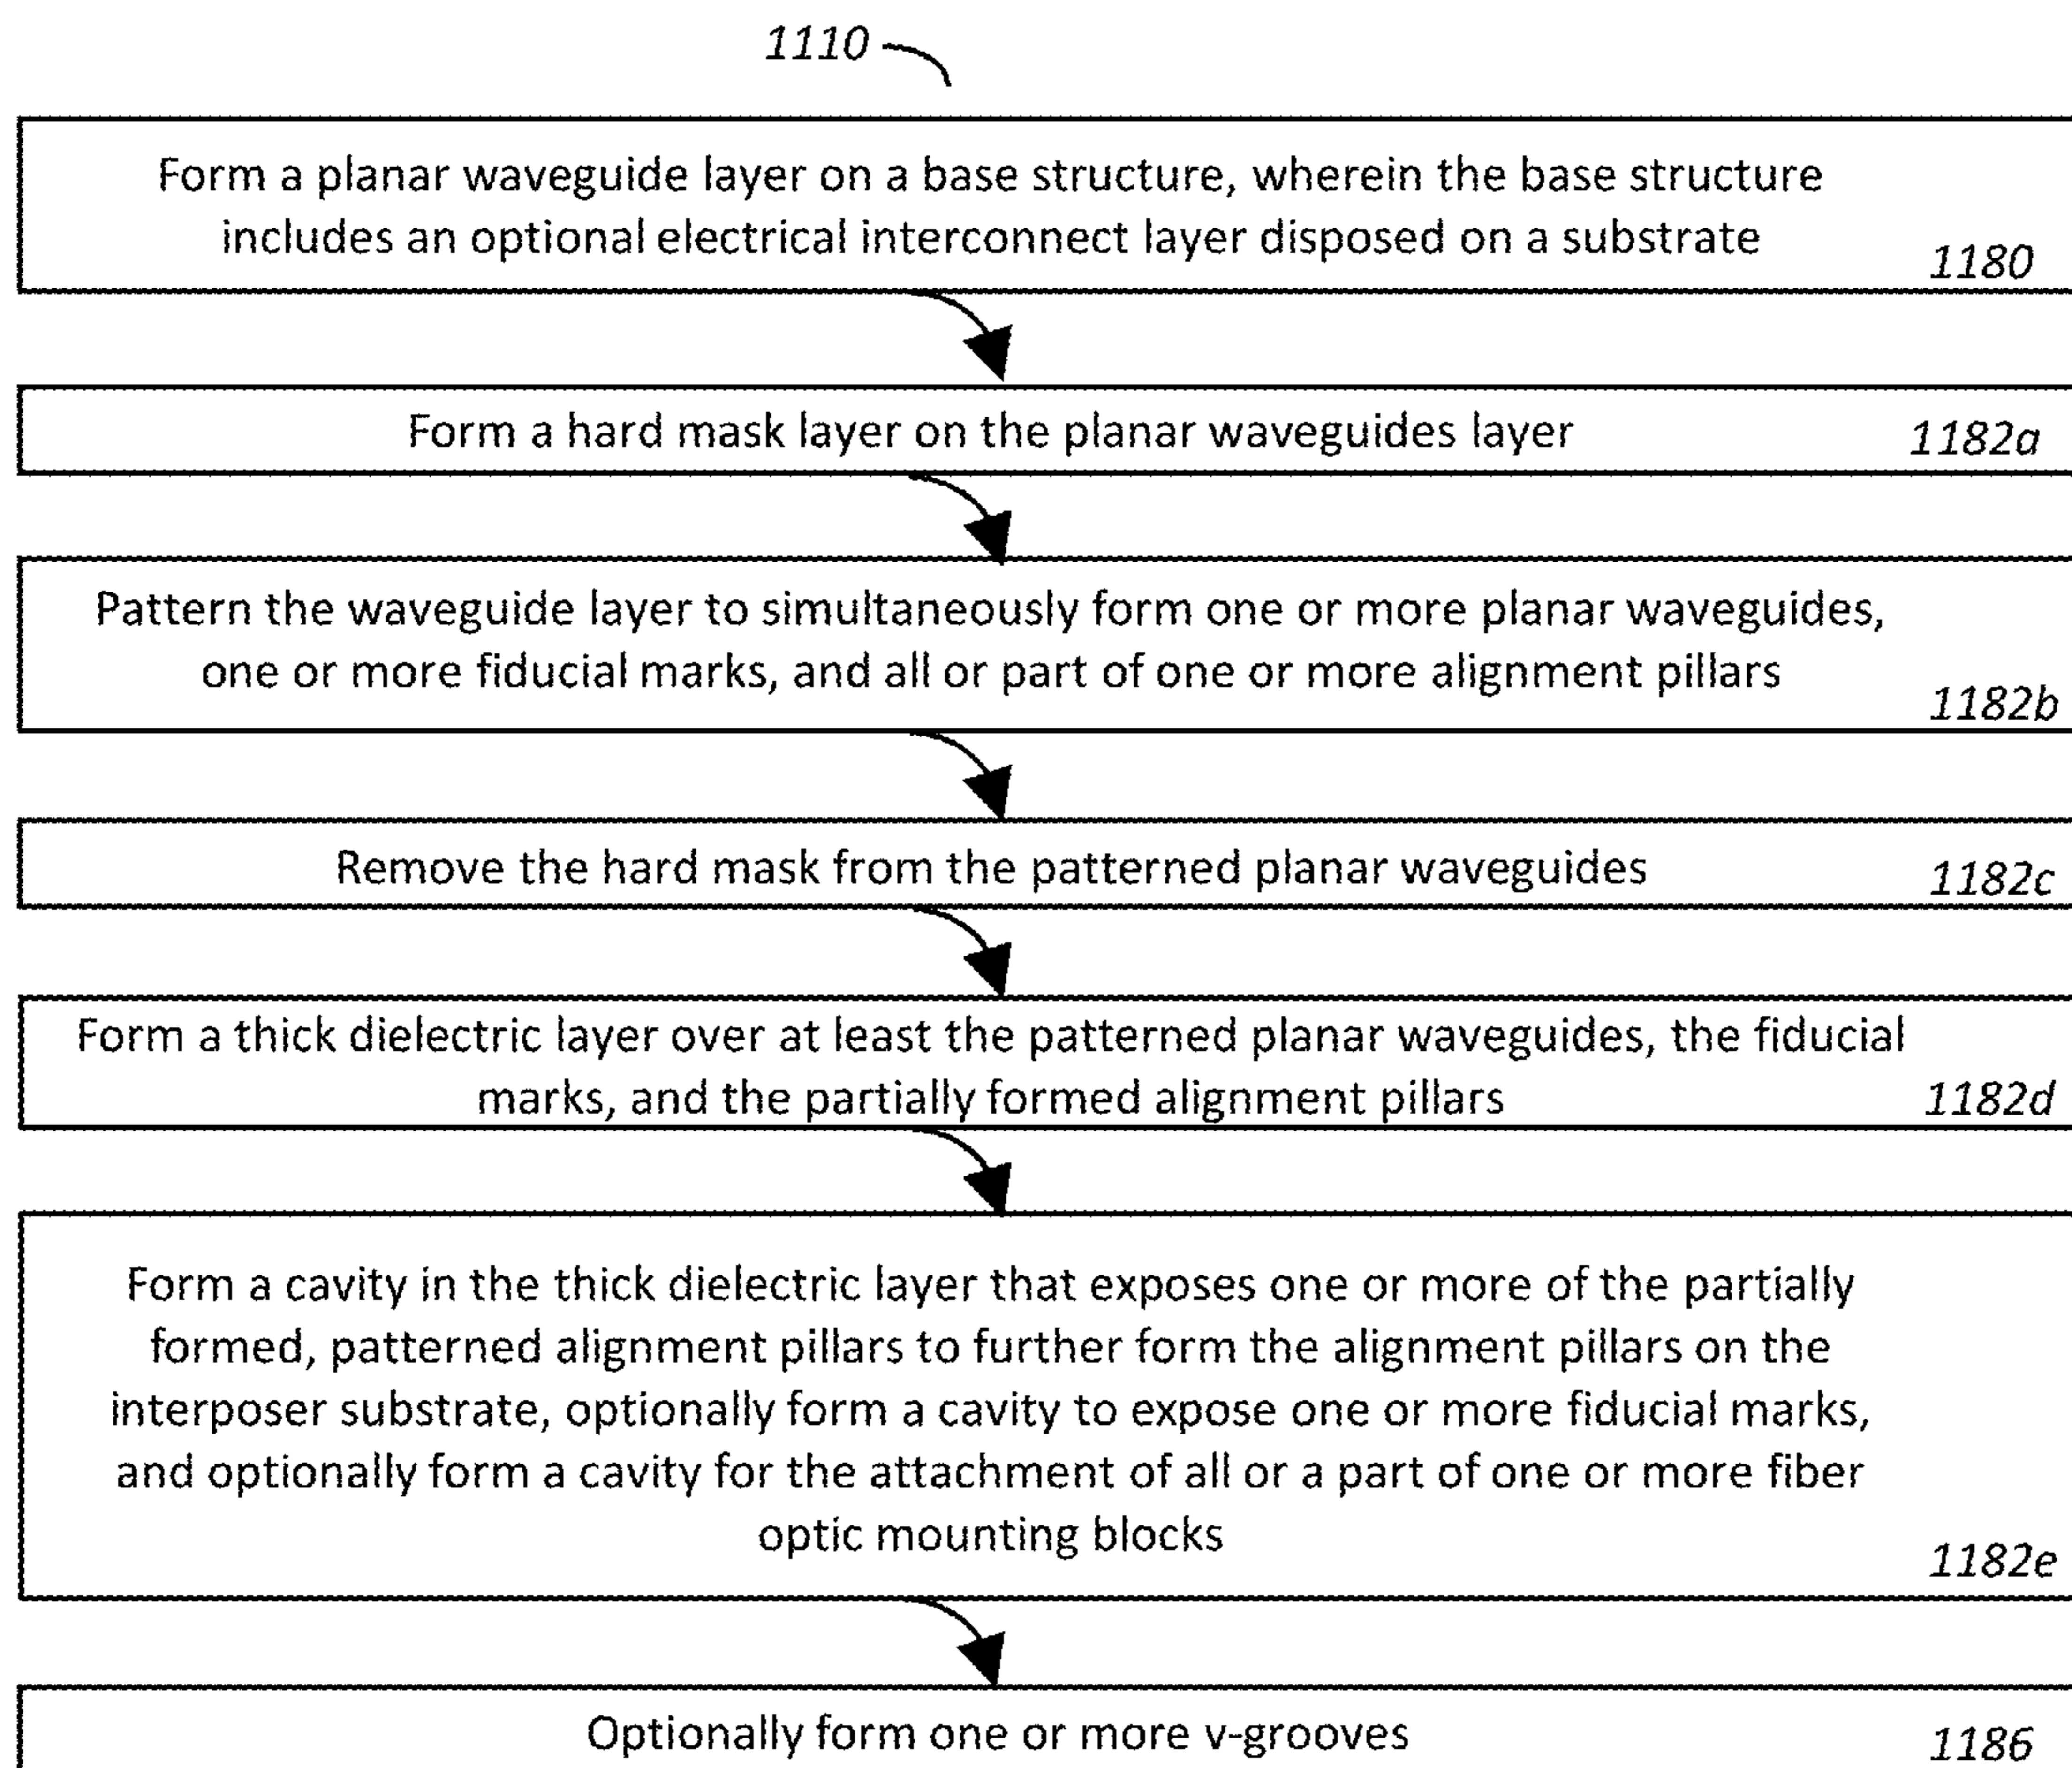 1110
Form a planar waveguide layer on a base structure, wherein the base structure
includes an optional electrical interconnect layer disposed on a substrate
1180
Form a hard mask layer on the planar waveguides layer
1182a
Pattern the waveguide layer to simultaneously form one or more planar waveguides,
one or more fiducial marks, and all or part of one or more alignment pillars
1182b
Remove the hard mask from the patterned planar waveguides
1182c
Form a thick dielectric layer over at least the patterned planar waveguides, the fiducial
marks, and the partially formed alignment pillars
1182d
Form a cavity in the thick dielectric layer that exposes one or more of the partially
formed, patterned alignment pillars to further form the alignment pillars on the
interposer substrate, optionally form a cavity to expose one or more fiducial marks,
and optionally form a cavity for the attachment of all or a part of one or more fiber
optic mounting blocks
1182e
Optionally form one or more v-grooves
1186